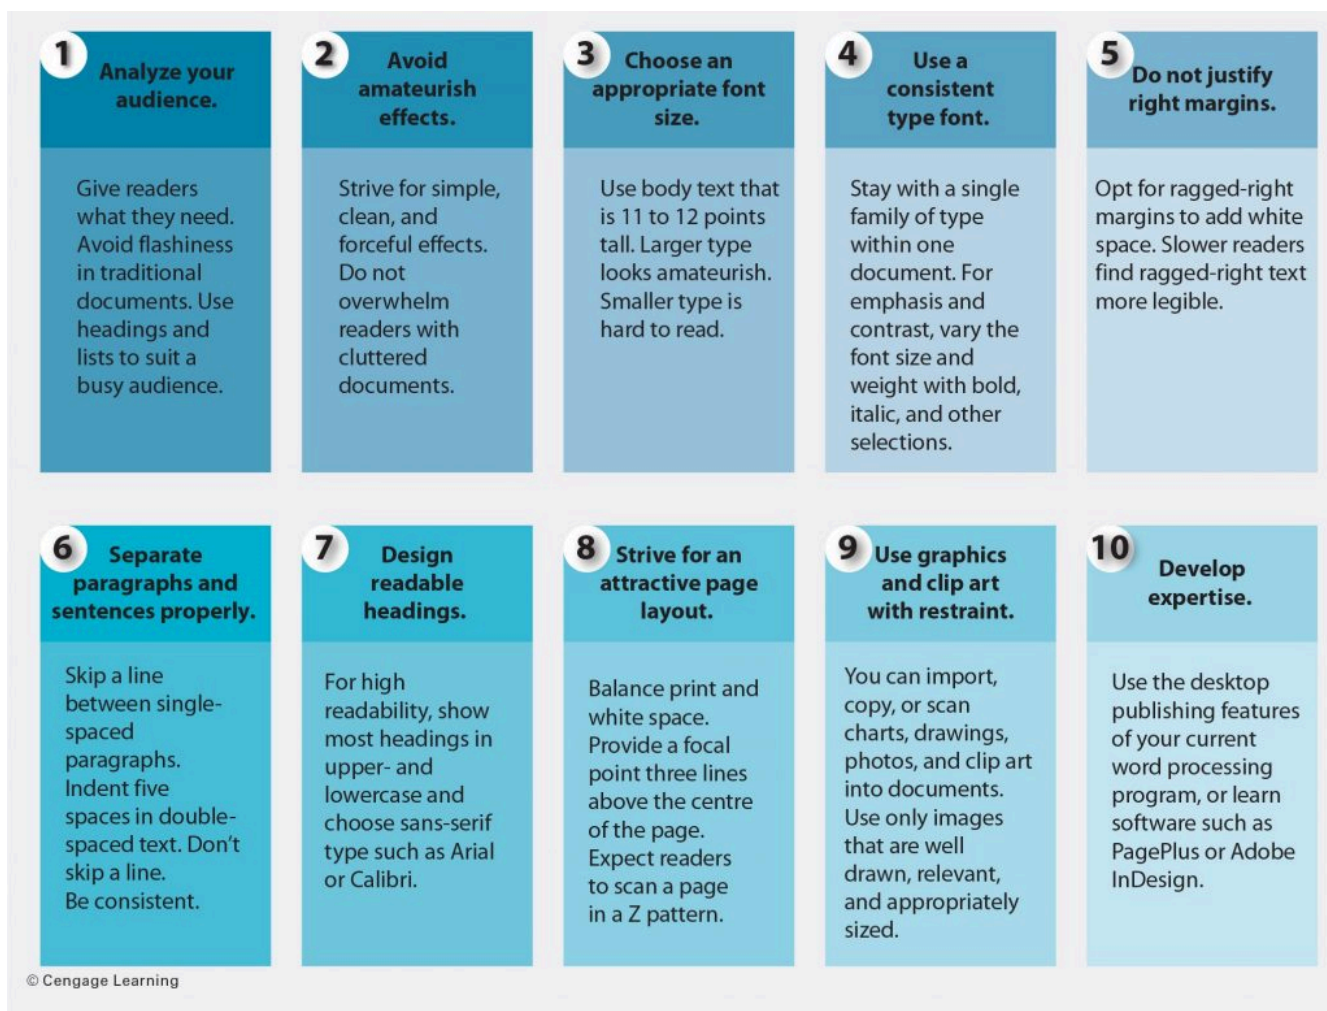 1
Analyze your
audience.
Give readers
what they need.
Avoid flashiness
in traditional
documents. Use
headings and
lists to suit a
busy audience.
2
Avoid
amateurish
effects.
Strive for simple,
clean, and
forceful effects.
Do not
overwhelm
readers with
cluttered
documents.
3
Choose an
appropriate font
size.
Use body text that
is 11 to 12 points
tall. Larger type
looks amateurish.
Smaller type is
hard to read.
4
Use a
consistent
type font.
Stay with a single
family of type
within one
document. For
emphasis and
contrast, vary the
font size and
weight with bold,
italic, and other
selections.
5
Do not justify
right margins.
Opt for ragged-right
margins to add white
space. Slower readers
find ragged-right text
more legible.
6
Separate
paragraphs and
sentences properly.
Skip a line
between single-
spaced
paragraphs.
Indent five
spaces in double-
spaced text. Don't
skip a line.
Be consistent.
7
Design
readable
headings.
For high
readability, show
most headings in
upper- and
lowercase and
choose sans-serif
type such as Arial
or Calibri.
8
Strive for an
attractive page
layout.
Balance print and
white space.
Provide a focal
point three lines
above the centre
of the page.
Expect readers
to scan a page
in a Z pattern.
9
Use graphics
and clip art
with restraint.
You can import,
copy, or scan
charts, drawings,
photos, and clip art
into documents.
Use only images
that are well
drawn, relevant,
and appropriately
sized.
10
Develop
expertise.
Use the desktop
publishing features
of your current
word processing
program, or learn
software such as
PagePlus or Adobe
InDesign.
© Cengage Learning